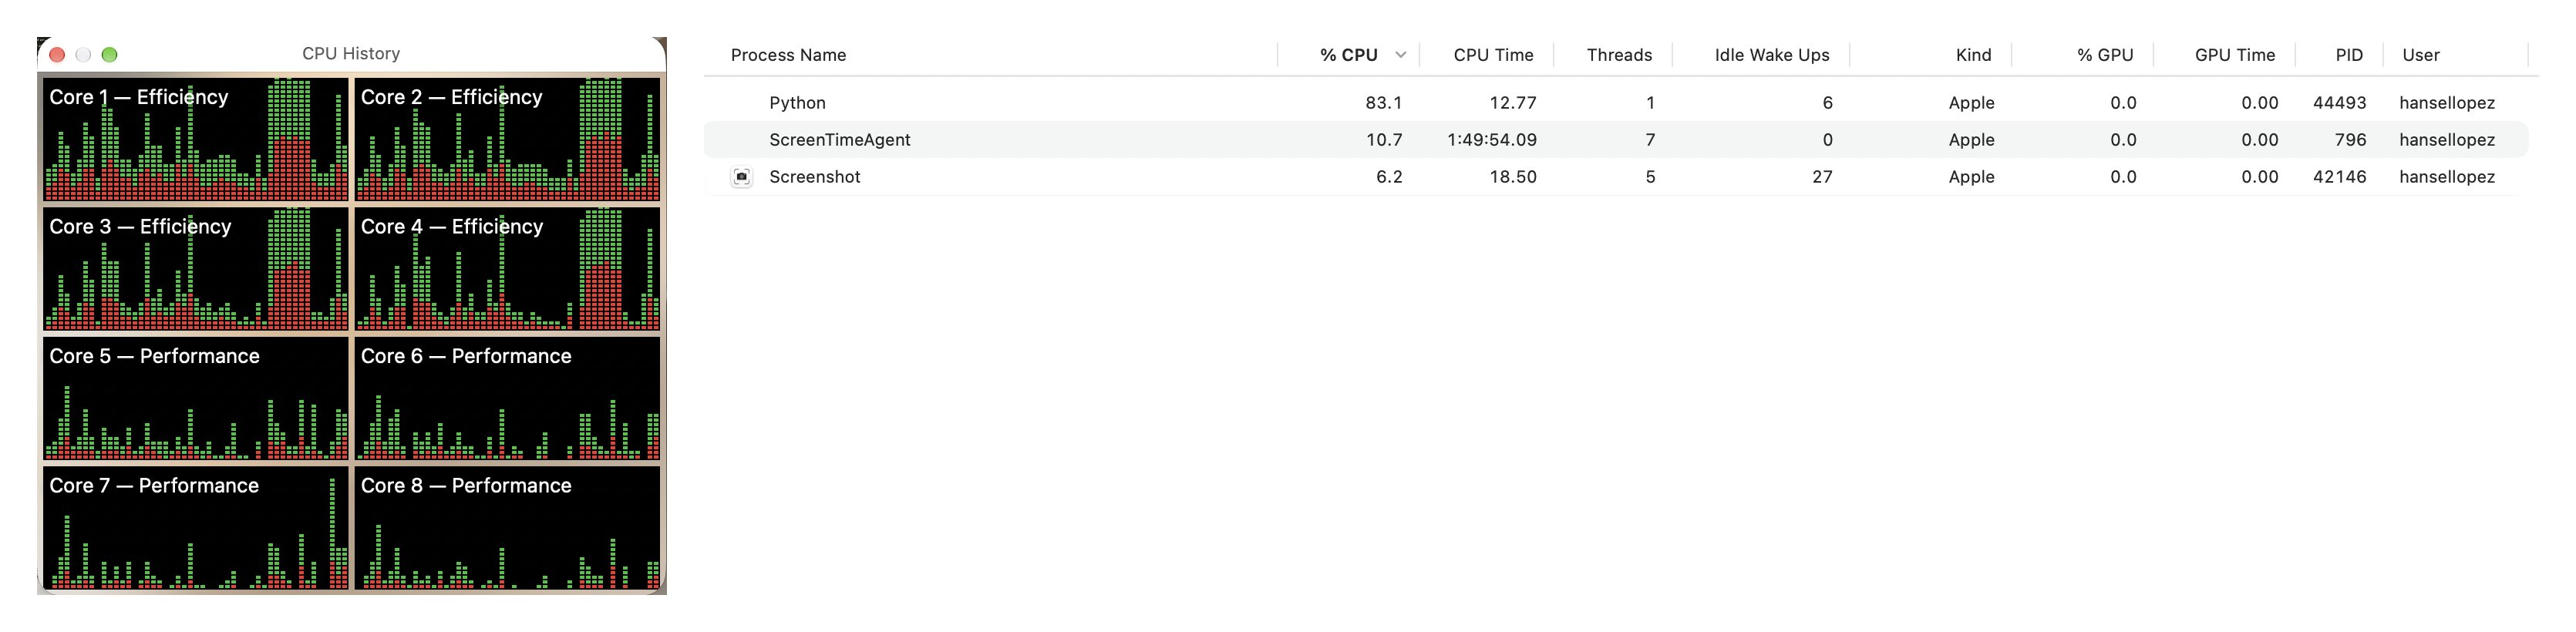 CPU History
Core 1 — Efficiency
Core 2 — Efficiency
Core 3 — Efficiency
Core 4 — Efficiency
Core 5 — Performance
Core 6 — Performance
Core 7 — Performance
Core 8 — Performance
Process Name % CPU CPU Time Threads Idle Wake Ups Kind % GPU GPU Time PID User
Python 83.1 12.77 1 6 Apple 0.0 0.00 44493 hansellopez
ScreenTimeAgent 10.7 1:49:54.09 7 0 Apple 0.0 0.00 796 hansellopez
Screenshot 6.2 18.50 5 27 Apple 0.0 0.00 42146 hansellopez